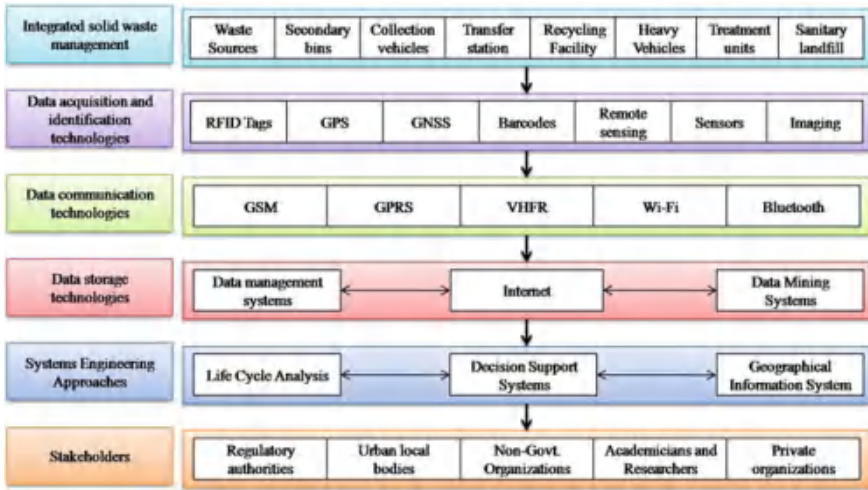 Integrated solid waste
management
Waste
Sources
Secondary
bins
Collection
vehicles
Transfer
station
Recycling
Facility
Heavy
Vehicles
Treatment
units
Sanitary
landfill
Data acquisition and
identification
technologies
RFID Tags
GPS
GNSS
Barcodes
Remote
sensing
Sensors
Imaging
Data communication
technologies
GSM
GPRS
VHFR
Wi-Fi
Bluetooth
Data storage
technologies
Data management
systems
Internet
Data Mining
Systems
Systems Engineering
Approaches
Life Cycle Analysis
Decision Support
Systems
Geographical
Information System
Stakeholders
Regulatory
authorities
Urban local
bodies
Non-Govt.
Organizations
Academicians and
Researchers
Private
organizations